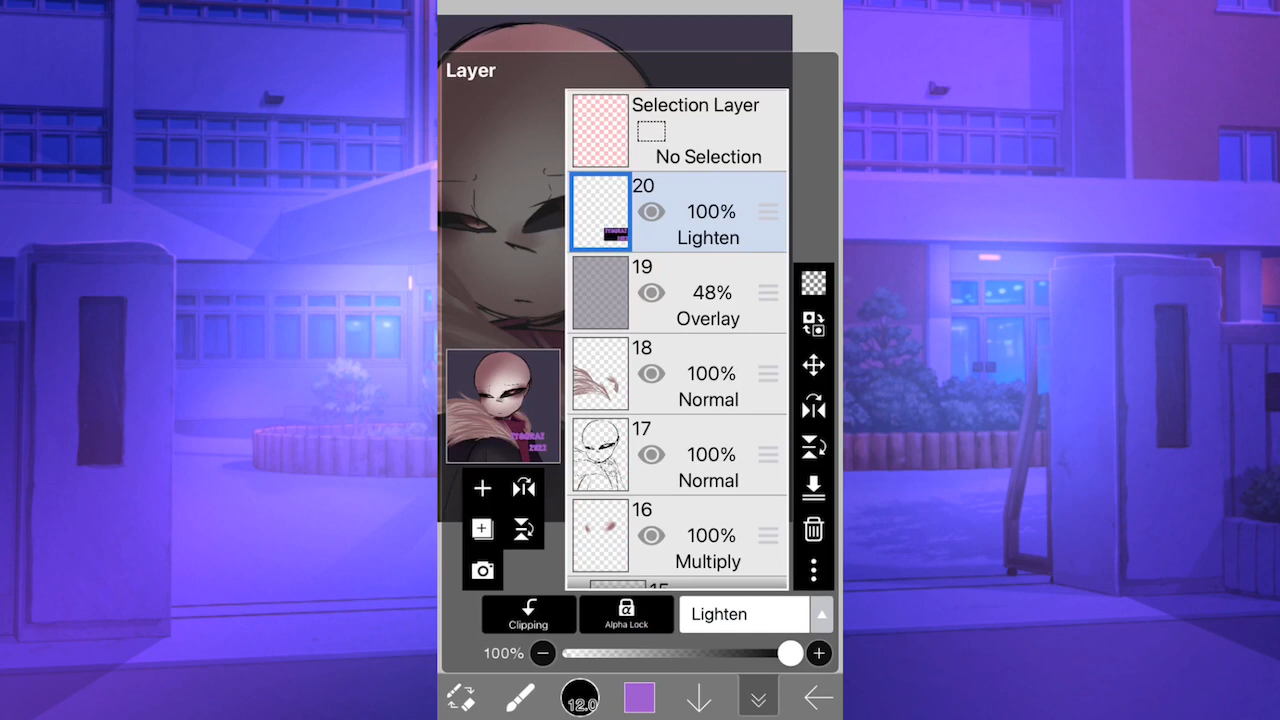 Layer
Selection Layer
No Selection
20
100%
Lighten
19
48%
Overlay
18
100%
Normal
17
100%
Normal
16
100%
Multiply
15
Clipping
α
Alpha Lock
Lighten
100%
12.0